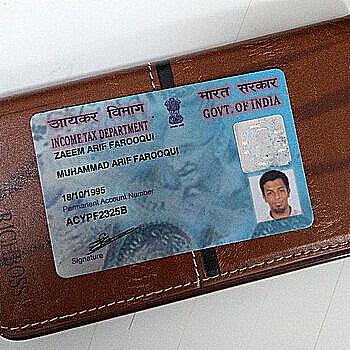 आयकर विभाग
भारत सरकार
INCOME TAX DEPARTMENT
GOVT. OF INDIA
ZAEEM ARIF FAROOQUI
MUHAMMAD ARIF FAROOQUI
18/10/1995
Permanent Account Number
ACYPF2325B
Signature